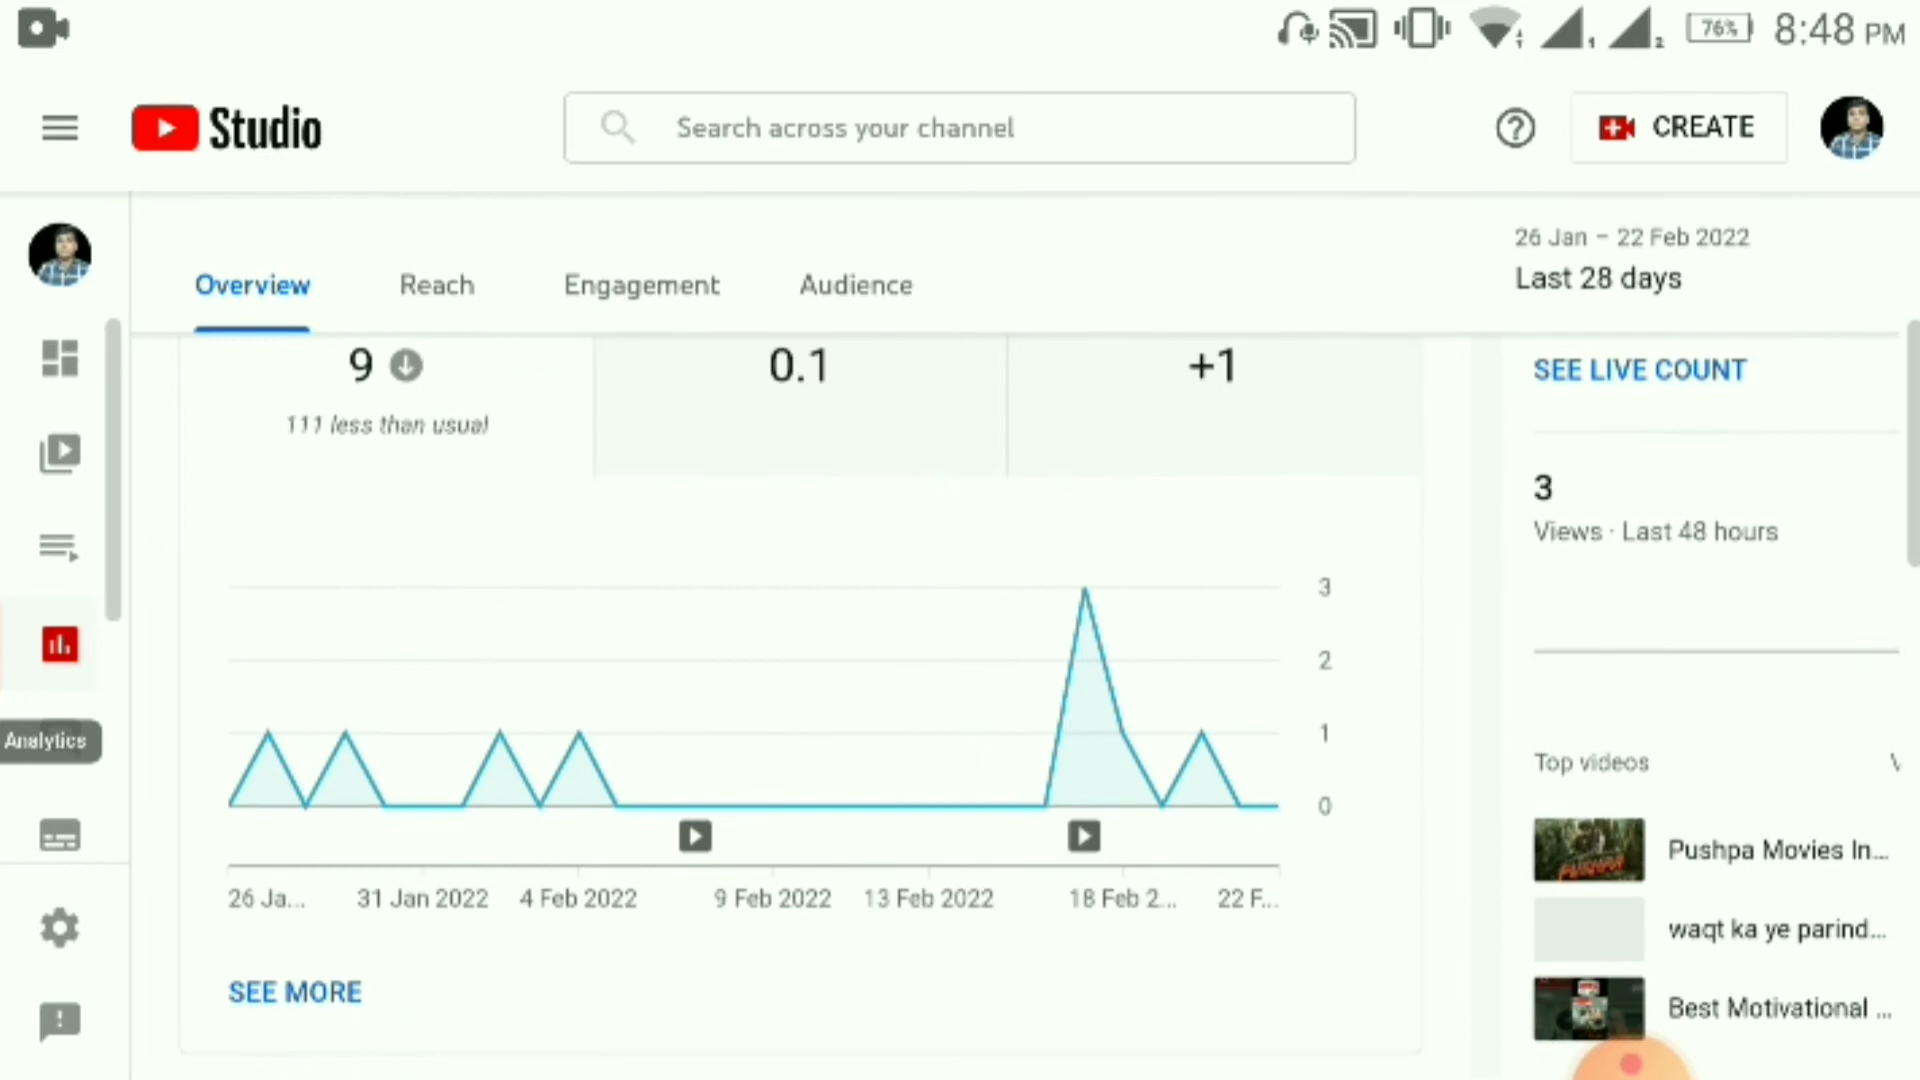 76%
8:48 PM
Studio
Search across your channel
CREATE
26 Jan – 22 Feb 2022
Last 28 days
Overview
Reach
Engagement
Audience
9
0.1
+1
111 less than usual
SEE LIVE COUNT
3
Views · Last 48 hours
3
2
1
0
Analytics
Top videos
26 Ja...
31 Jan 2022
4 Feb 2022
9 Feb 2022
13 Feb 2022
18 Feb 2...
22 F...
Pushpa Movies In...
waqt ka ye parind...
Best Motivational ...
SEE MORE